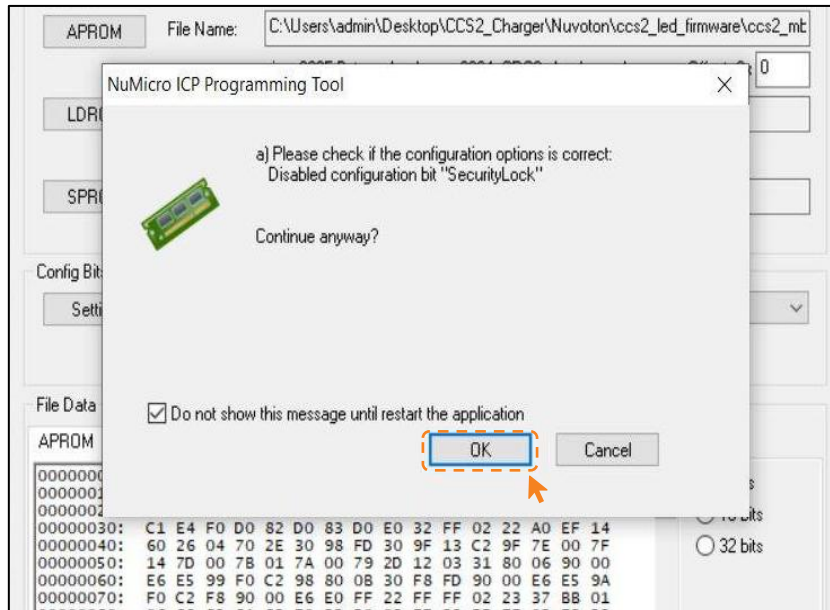 APROM File Name: C:\Users\admin\Desktop\CCS2_Charger\Nuvoton\ccs2_led_firmware\ccs2_mb
0
NuMicro ICP Programming Tool
a) Please check if the configuration options is correct:
Disabled configuration bit "SecurityLock"
Continue anyway?
Config Bit
Setti
File Data
Do not show this message until restart the application
APROM
OK Cancel
00000030: C1 E4 F0 D0 82 D0 83 D0 E0 32 FF 02 22 A0 EF 14
00000040: 60 26 04 70 2E 30 98 FD 30 9F 13 C2 9F 7E 00 7F
32 bits
00000050: 14 7D 00 7B 01 7A 00 79 2D 12 03 31 80 06 90 00
00000060: E6 E5 99 F0 C2 98 80 0B 30 F8 FD 90 00 E6 E5 9A
00000070: F0 C2 F8 90 00 E6 E0 FF 22 FF FF 02 23 37 BB 01